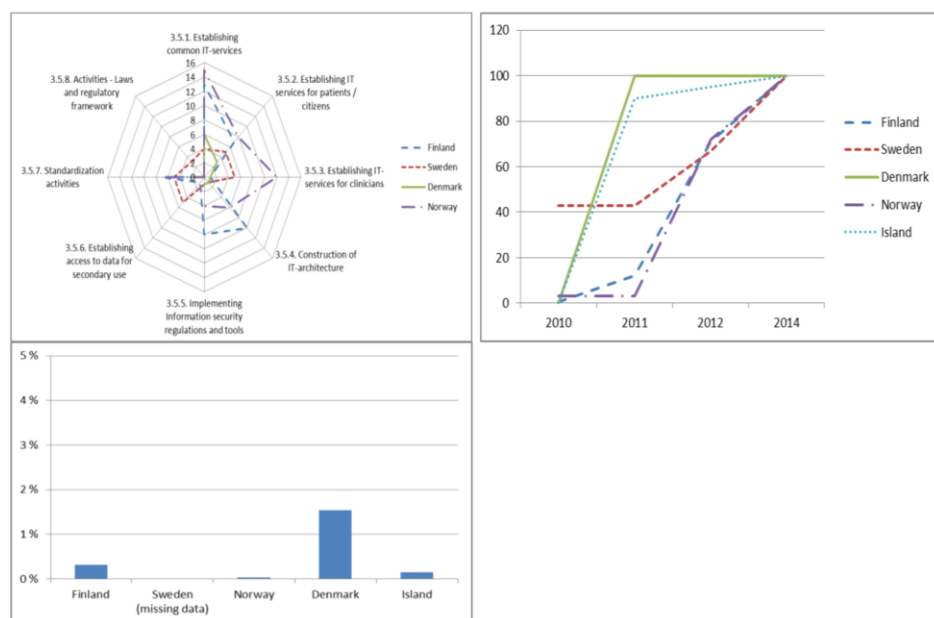 3.5.1. Establishing
common IT-services
3.5.8. Activities - Laws
and regulatory
framework
3.5.2. Establishing IT
services for patients /
citizens
3.5.7. Standardization
activities
3.5.3. Establishing IT-
services for clinicians
3.5.6. Establishing
access to data for
secondary use
3.5.4. Construction of
IT-architecture
3.5.5. Implementing
Information security
regulations and tools
16
14
12
10
8
6
4
2
0
Finland
Sweden
Denmark
Norway
120
100
80
60
40
20
0
2010
2011
2012
2014
Finland
Sweden
Denmark
Norway
Island
5 %
4 %
3 %
2 %
1 %
0 %
Finland
Sweden
(missing data)
Norway
Denmark
Island